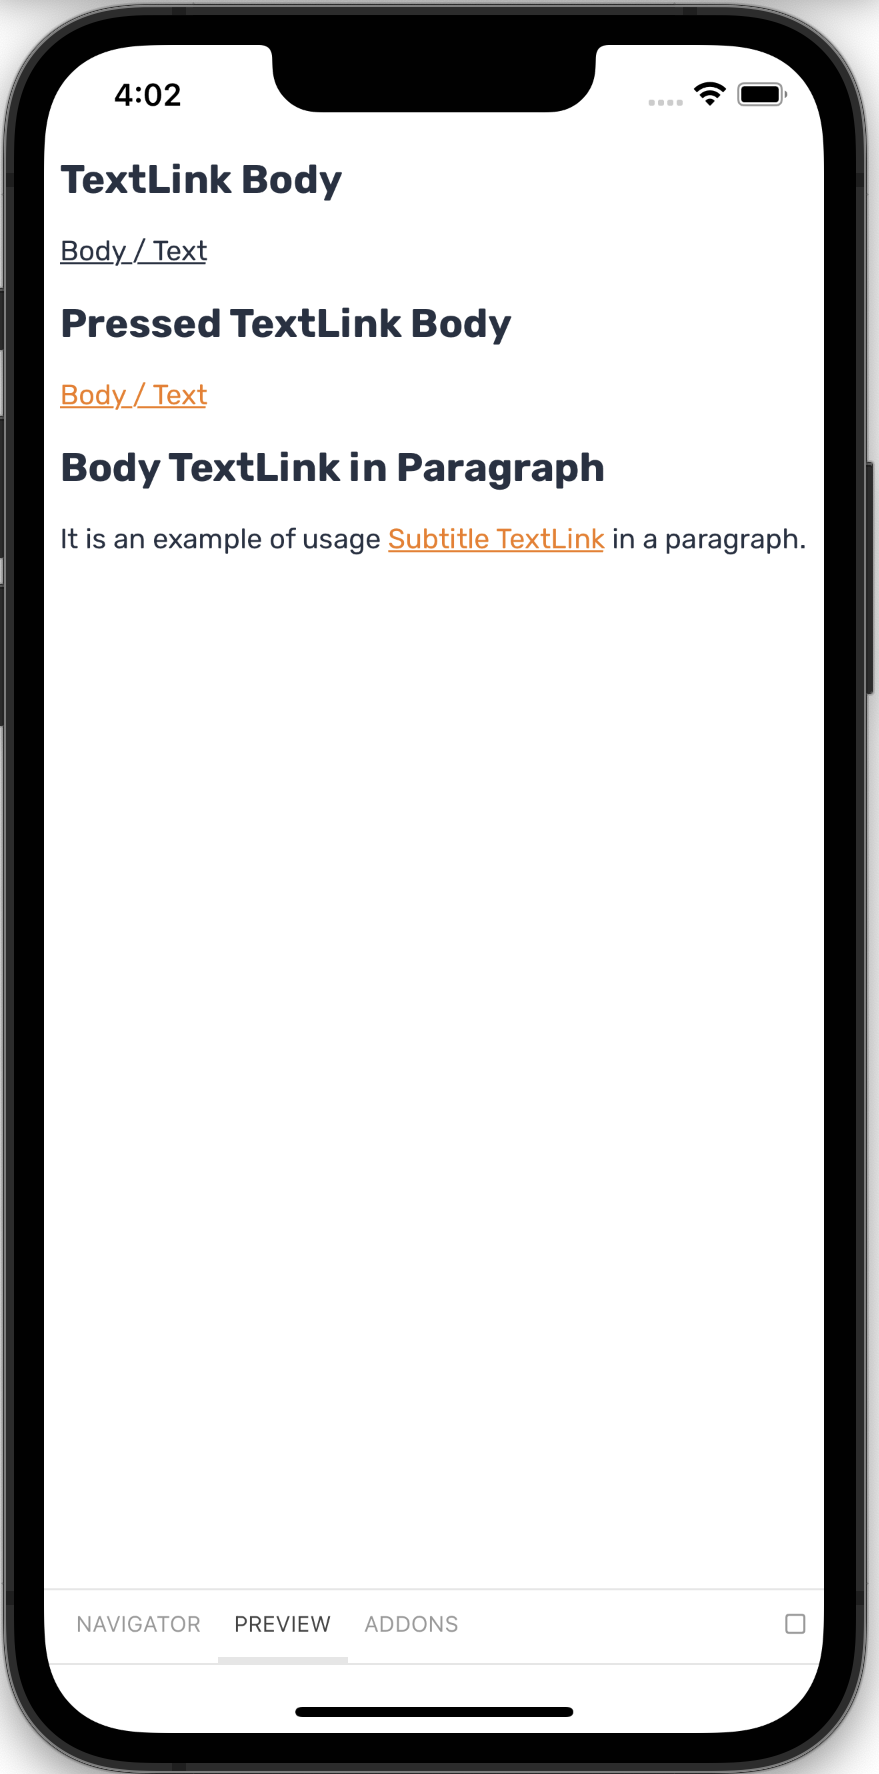 4:02
TextLink Body
Body / Text
Pressed TextLink Body
Body / Text
Body TextLink in Paragraph
It is an example of usage Subtitle TextLink in a paragraph.
NAVIGATOR PREVIEW ADDONS